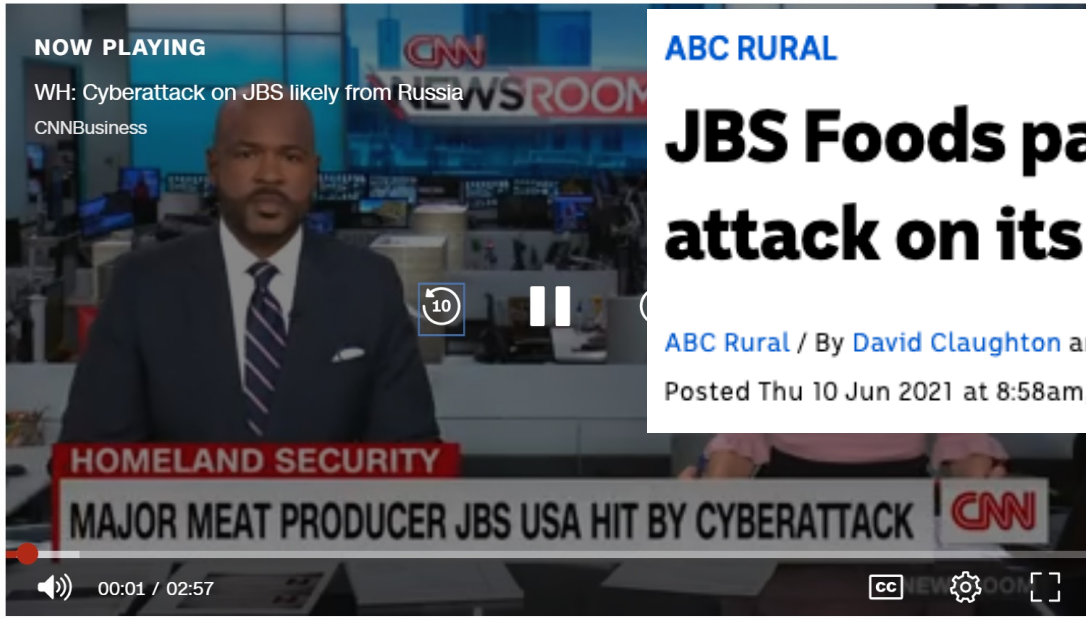 NOW PLAYING
WH: Cyberattack on JBS likely from Russia
CNNBusiness
CNN
NEWSROOM
ABC RURAL
JBS Foods pa
attack on its
ABC Rural / By David Claughton a
Posted Thu 10 Jun 2021 at 8:58am
10
HOMELAND SECURITY
MAJOR MEAT PRODUCER JBS USA HIT BY CYBERATTACK
CNN
00:01 / 02:57
CC
NEWSROOM